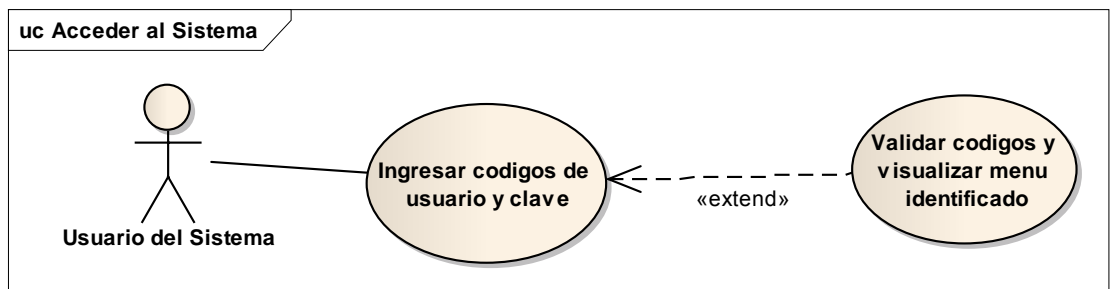 uc Acceder al Sistema
Usuario del Sistema
Ingresar codigos de
usuario y clave
«extend»
Validar codigos y
visualizar menu
identificado